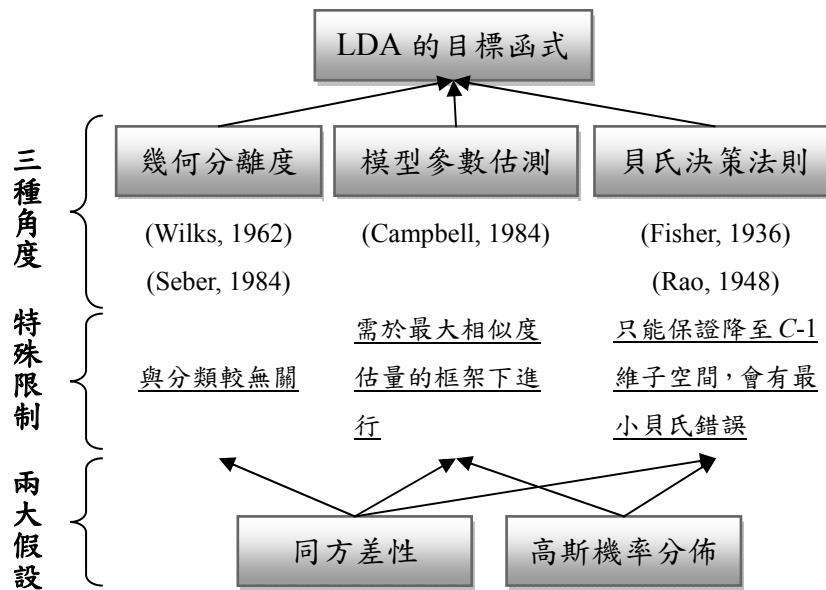 LDA 的目標函式
三種角度
幾何分離度
模型參數估測
貝氏決策法則
(Wilks, 1962)
(Seber, 1984)
(Campbell, 1984)
(Fisher, 1936)
(Rao, 1948)
特殊限制
與分類較無關
需於最大相似度
估量的框架下進
行
只能保證降至 C-1
維子空間，會有最
小貝氏錯誤
兩大假設
同方差性
高斯機率分佈